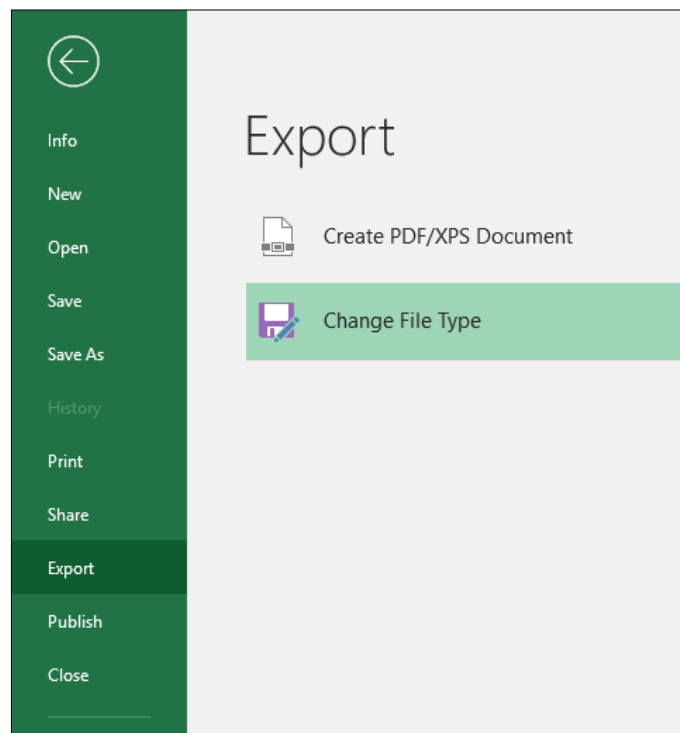 Info
New
Open
Save
Save As
History
Print
Share
Export
Publish
Close
Export
Create PDF/XPS Document
Change File Type